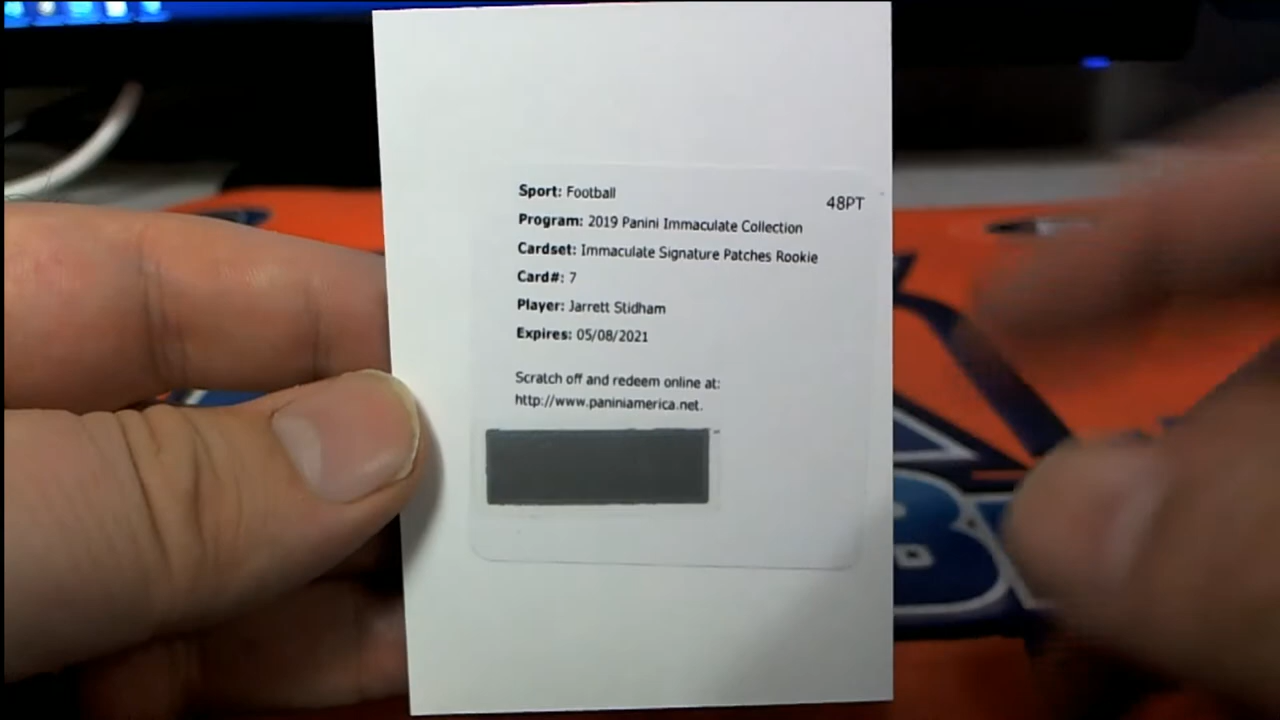 Sport: Football
48PT
Program: 2019 Panini Immaculate Collection
Cardset: Immaculate Signature Patches Rookie
Card#: 7
Player: Jarrett Stidham
Expires: 05/08/2021
Scratch off and redeem online at:
http://www.paniniamerica.net.